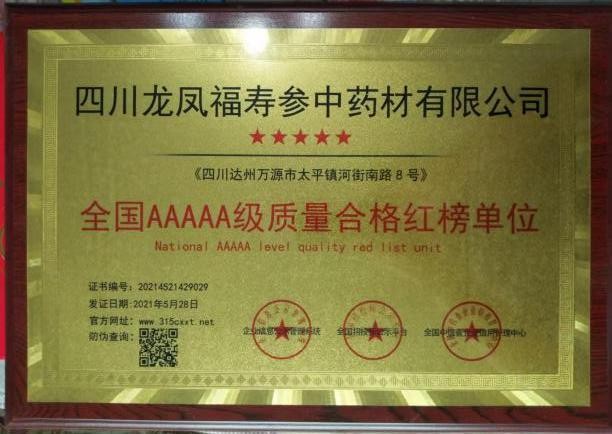 四川龙凤福寿参中药材有限公司
★★★★★
《四川达州万源市太平镇河街南路8号》
全国AAAAA级质量合格红榜单位
National AAAAA level quality red list unit
证书编号：20214521429029
发证日期:2021年5月28日
官方网址：www.315cxxt.net
防伪查询：